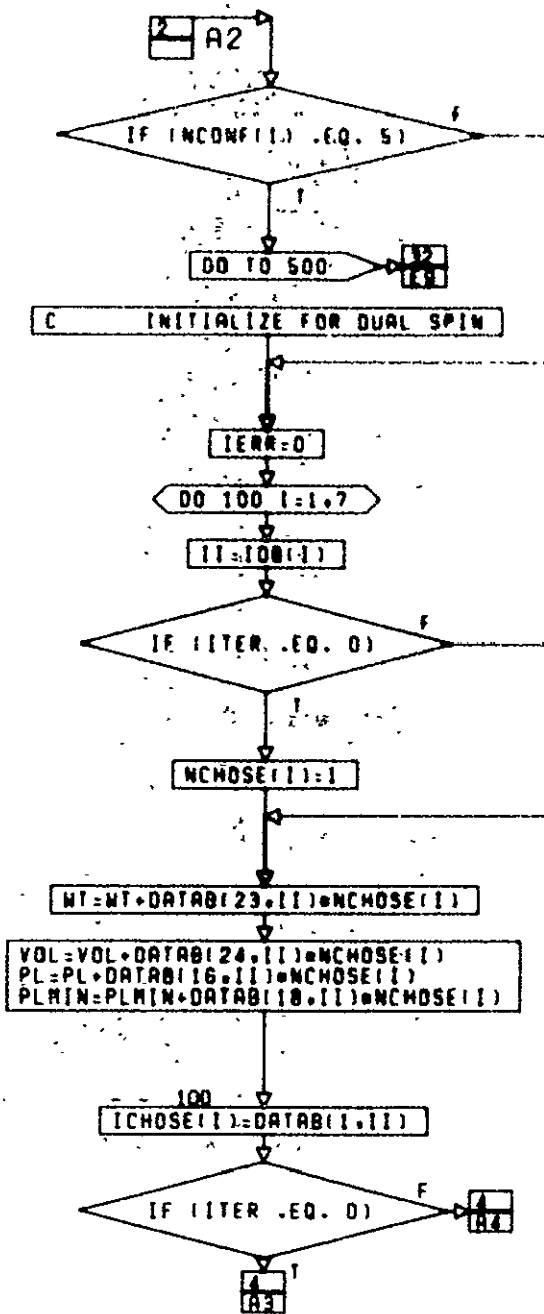 2
A2
IF (NCONF(I) .EQ. 5)
F
T
GO TO 500
C INITIALIZE FOR DUAL SPIN
IERR=0
DO 100 I=1,7
II=IOB(I)
IF (ITER .EQ. 0)
F
T
NCHOSE(I)=1
WT=WT+DATAB(23,II)*NCHOSE(I)
VOL=VOL+DATAB(24,II)*NCHOSE(I)
PL=PL+DATAB(16,II)*NCHOSE(I)
PLMIN=PLMIN+DATAB(18,II)*NCHOSE(I)
100
ICHOSE(I)=DATAB(1,II)
IF (ITER .EQ. 0)
F
4
A4
T
4
A3